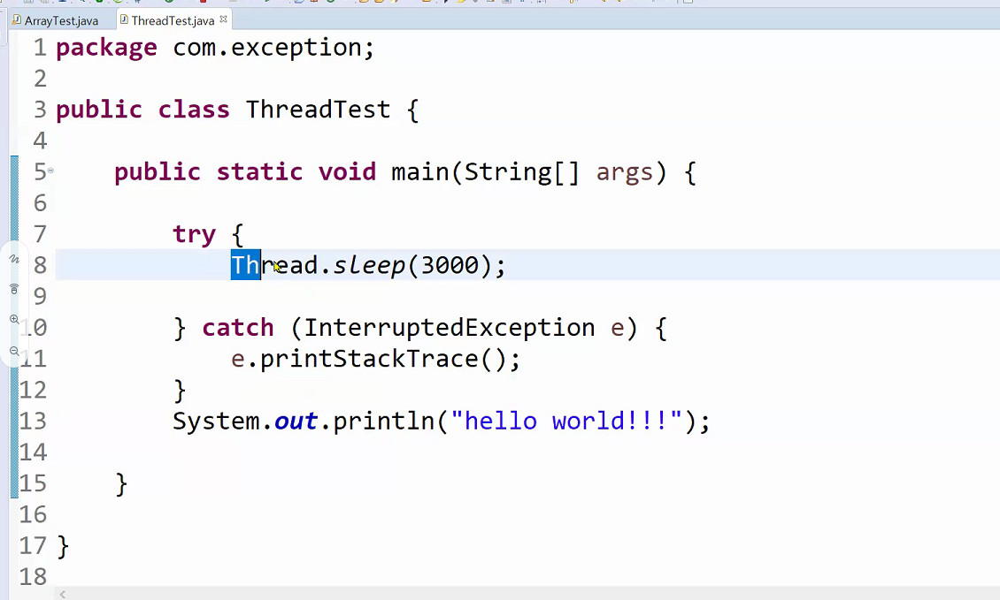 ArrayTest.java ThreadTest.java
1 package com.exception;
2
3 public class ThreadTest {
4
5 public static void main(String[] args) {
6
7 try {
8 Thread.sleep(3000);
9
10 } catch (InterruptedException e) {
11 e.printStackTrace();
12 }
13 System.out.println("hello world!!!");
14
15 }
16
17 }
18